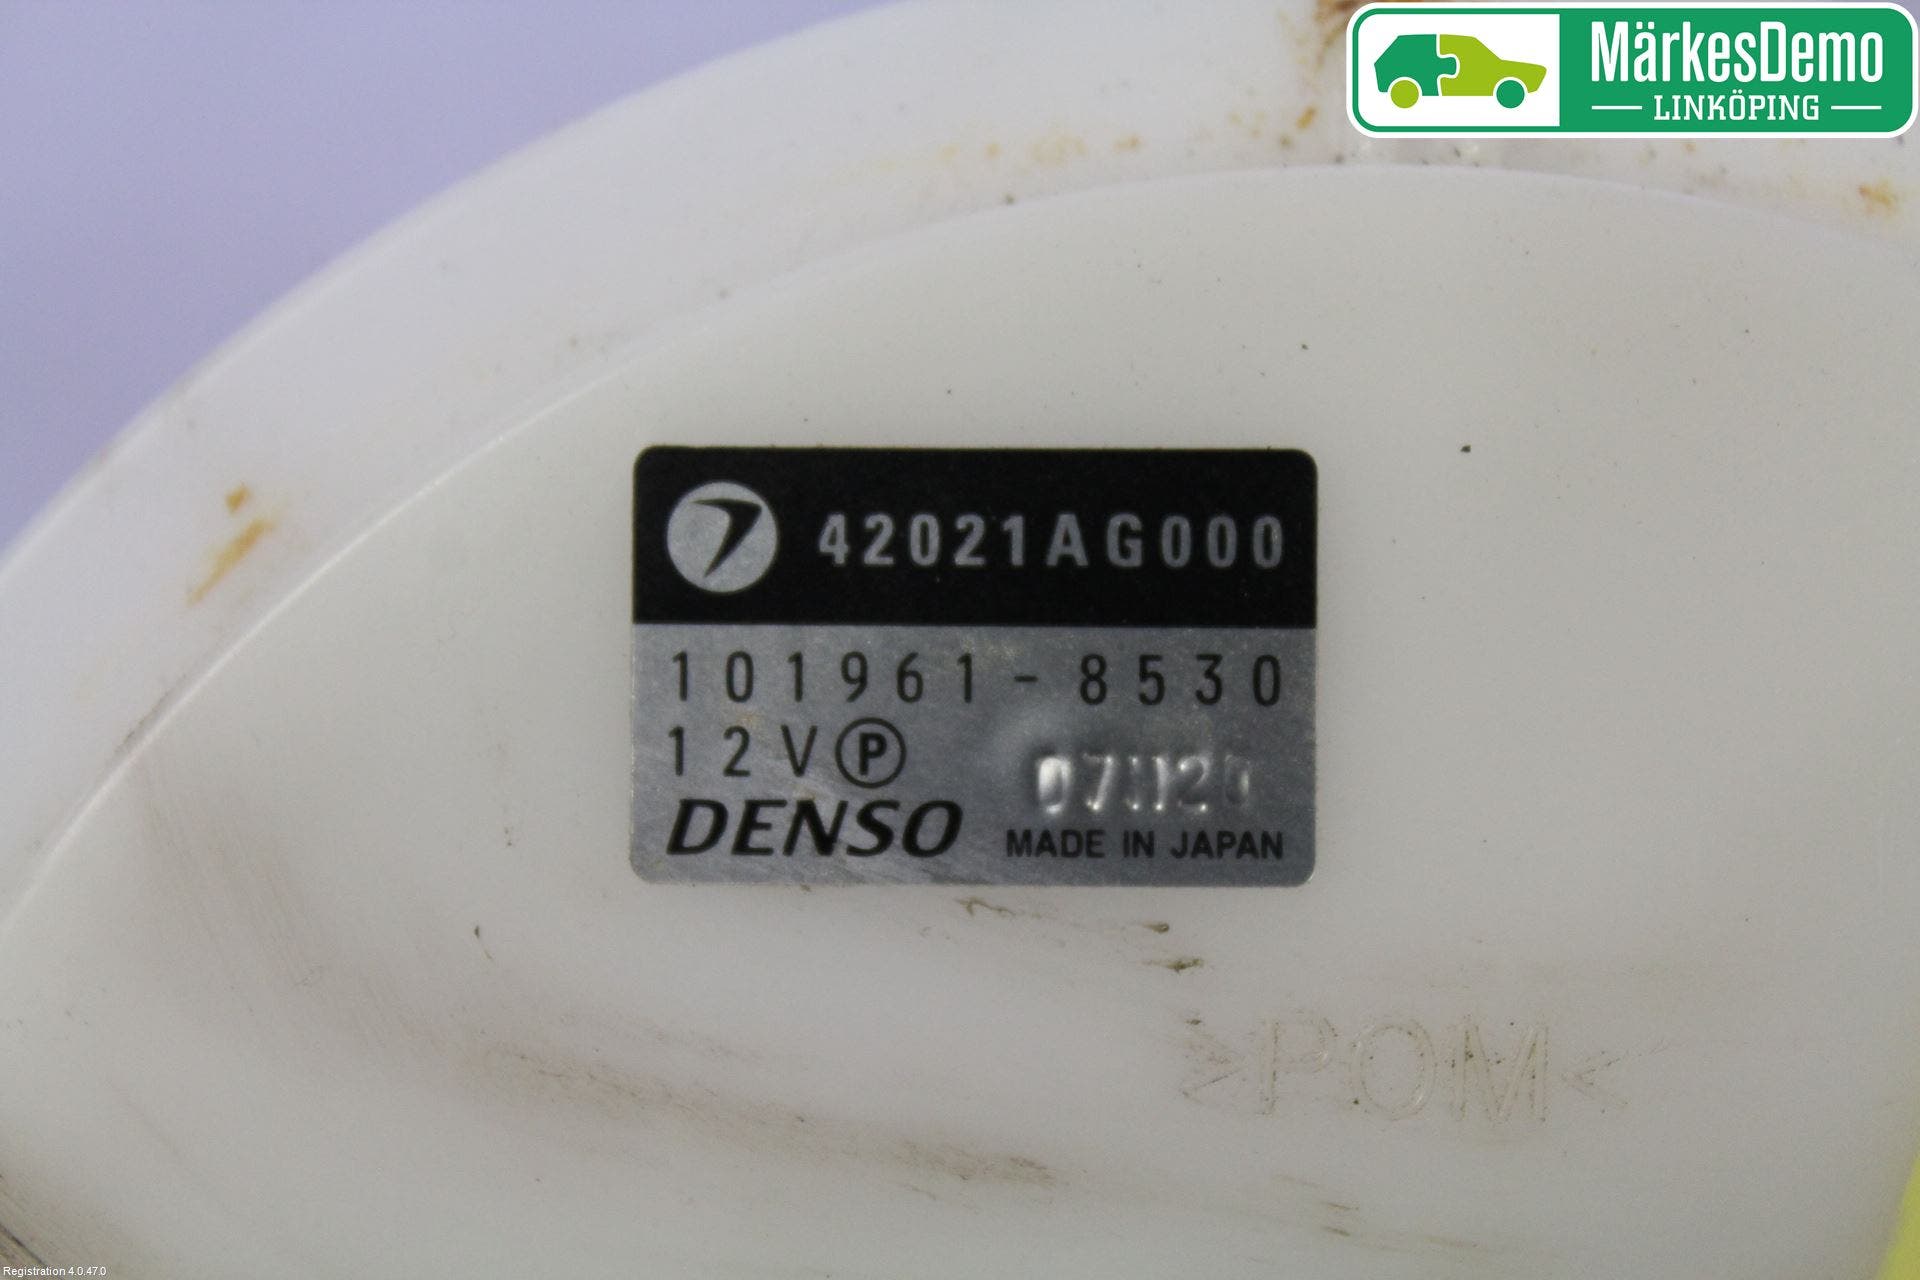 MärkesDemo
LINKÖPING
42021AG000
101961-8530
12V Ⓟ
DENSO
MADE IN JAPAN
>POM<
Registration 4.0.47.0